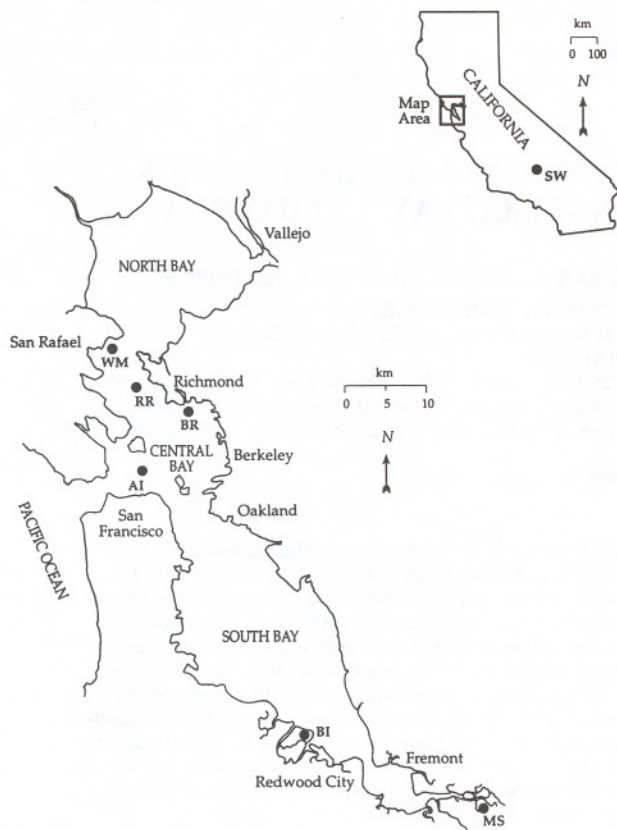 km
0 100
N
CALIFORNIA
Map
Area
SW
Vallejo
NORTH BAY
San Rafael
WM
RR
Richmond
BR
km
0 5 10
N
CENTRAL
BAY
Berkeley
AI
San
Francisco
Oakland
PACIFIC OCEAN
SOUTH BAY
BI
Redwood City
Fremont
MS